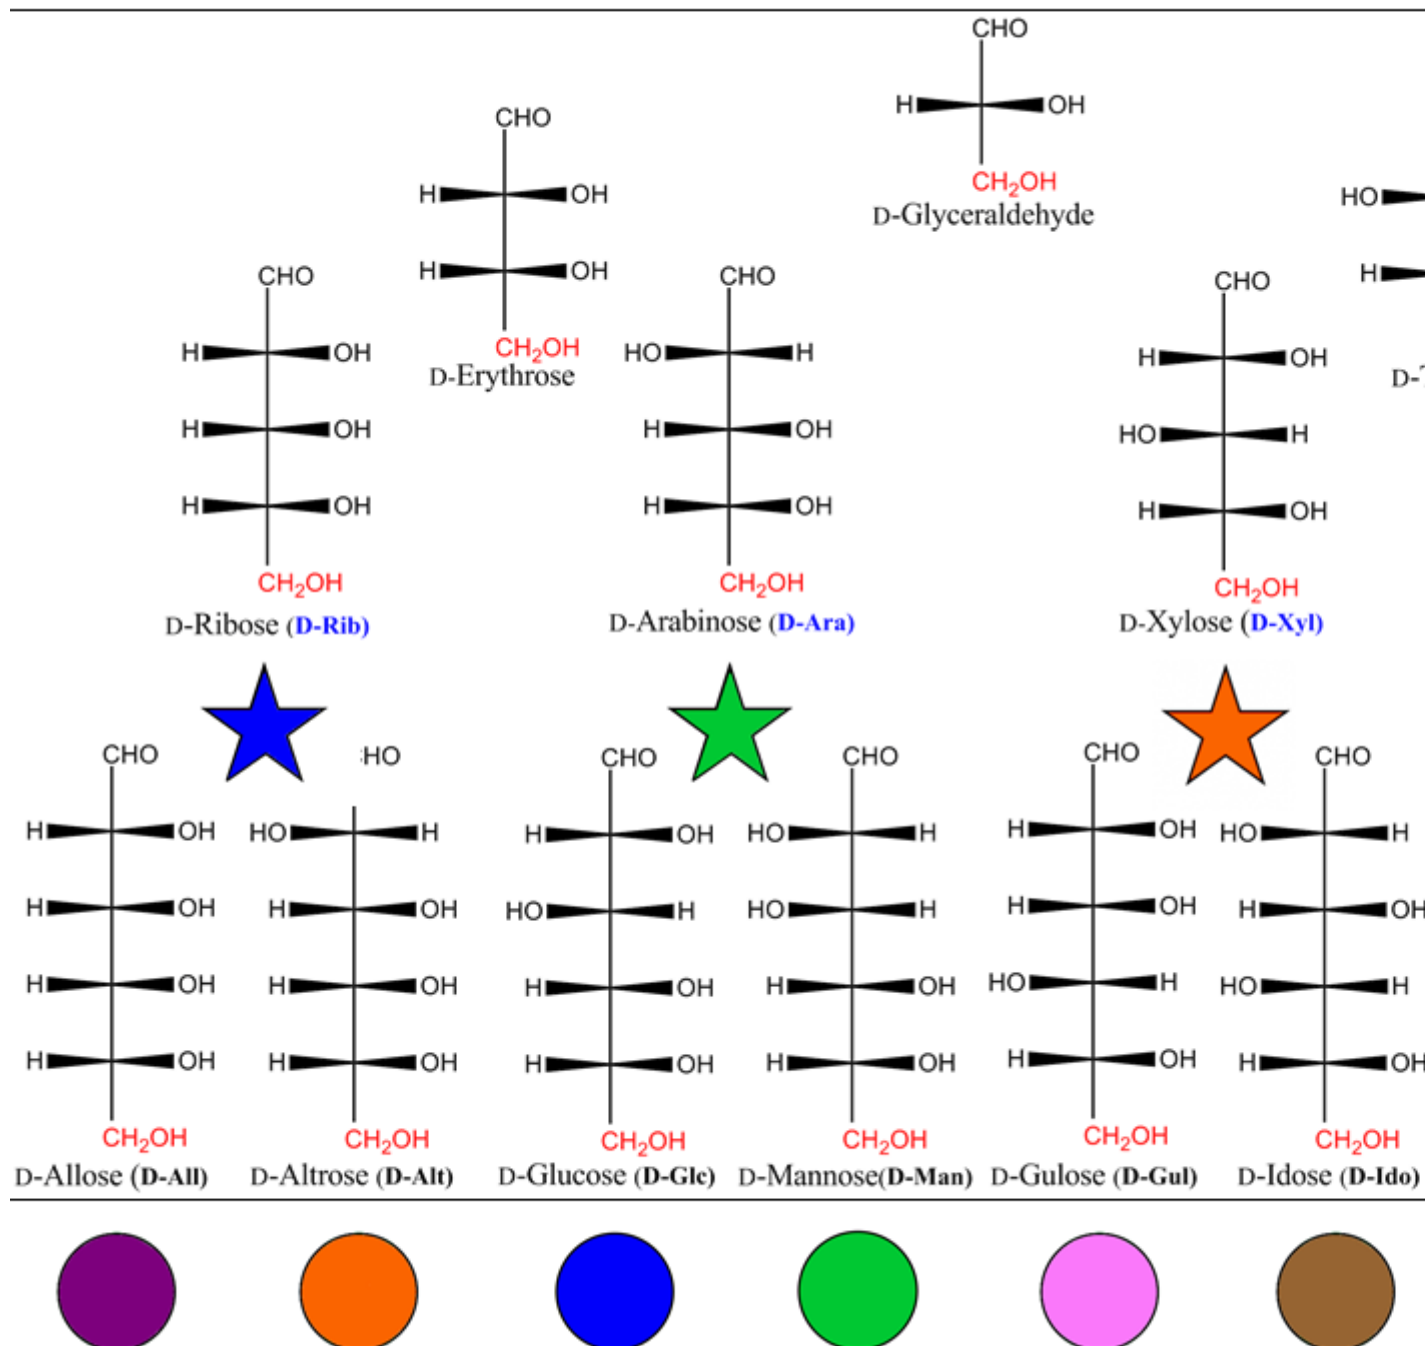 CHO
H OH
CH₂OH
D-Glyceraldehyde
CHO
H OH
H OH
CH₂OH
D-Erythrose
HO
H
D-
CHO
H OH
H OH
H OH
CH₂OH
D-Ribose (D-Rib)
CHO
HO H
H OH
H OH
CH₂OH
D-Arabinose (D-Ara)
CHO
H OH
HO H
H OH
CH₂OH
D-Xylose (D-Xyl)
CHO
H OH
H OH
H OH
H OH
CH₂OH
D-Allose (D-All)
HO
HO H
H OH
H OH
H OH
CH₂OH
D-Altrose (D-Alt)
CHO
H OH
HO H
H OH
H OH
CH₂OH
D-Glucose (D-Glc)
CHO
HO H
HO H
H OH
H OH
CH₂OH
D-Mannose(D-Man)
CHO
H OH
H OH
HO H
H OH
CH₂OH
D-Gulose (D-Gul)
CHO
HO H
H OH
HO H
H OH
CH₂OH
D-Idose (D-Ido)